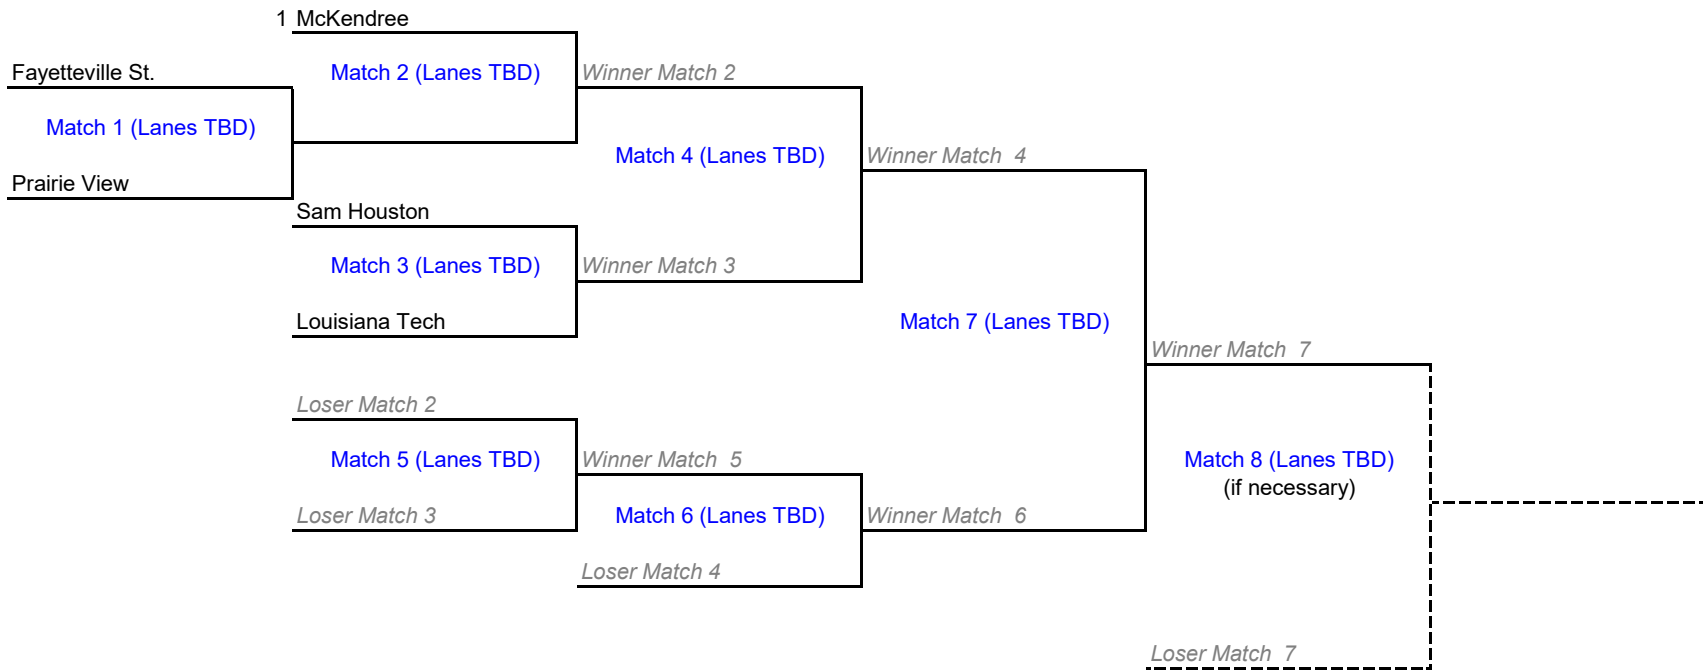 1 McKendree
Fayetteville St.
Match 2 (Lanes TBD)
Winner Match 2
Match 1 (Lanes TBD)
Match 4 (Lanes TBD)
Winner Match 4
Prairie View
Sam Houston
Match 3 (Lanes TBD)
Winner Match 3
Louisiana Tech
Match 7 (Lanes TBD)
Winner Match 7
Loser Match 2
Match 5 (Lanes TBD)
Winner Match 5
Match 8 (Lanes TBD)
(if necessary)
Loser Match 3
Match 6 (Lanes TBD)
Winner Match 6
Loser Match 4
Loser Match 7